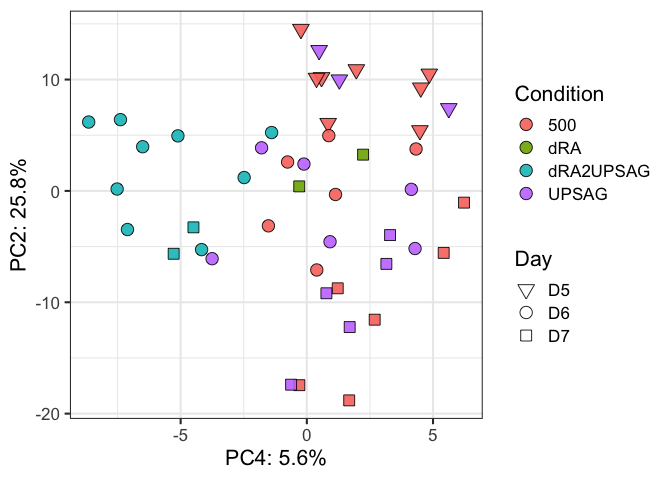 10
0
-10
-20
-5
0
5
PC4: 5.6%
PC2: 25.8%
Condition
500
dRA
dRA2UPSAG
UPSAG
Day
D5
D6
D7